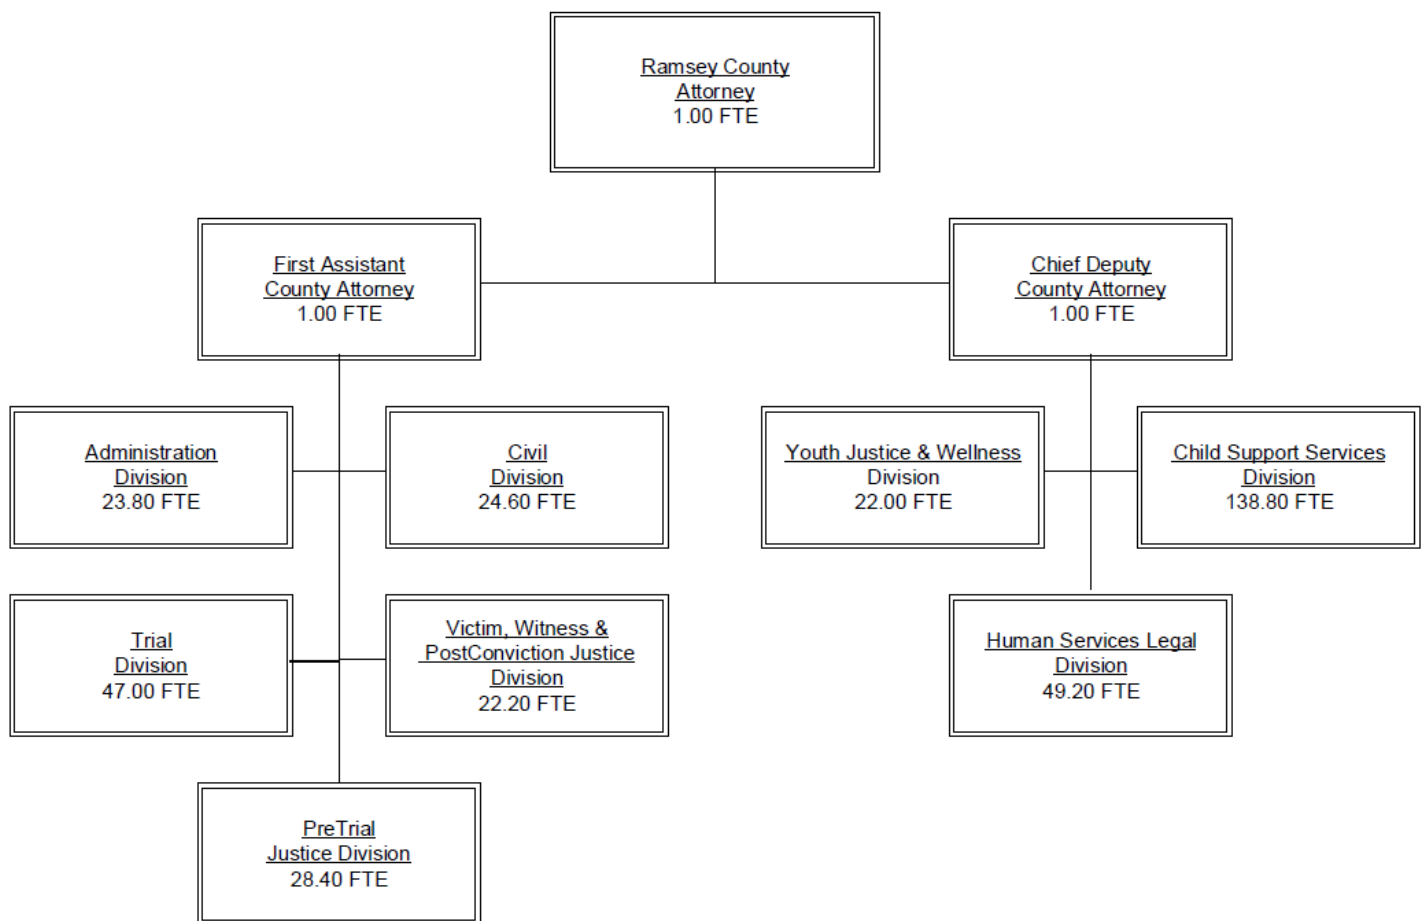 Ramsey County
Attorney
1.00 FTE
First Assistant
County Attorney
1.00 FTE
Chief Deputy
County Attorney
1.00 FTE
Administration
Division
23.80 FTE
Civil
Division
24.60 FTE
Youth Justice & Wellness
Division
22.00 FTE
Child Support Services
Division
138.80 FTE
Trial
Division
47.00 FTE
Victim, Witness &
PostConviction Justice
Division
22.20 FTE
Human Services Legal
Division
49.20 FTE
PreTrial
Justice Division
28.40 FTE